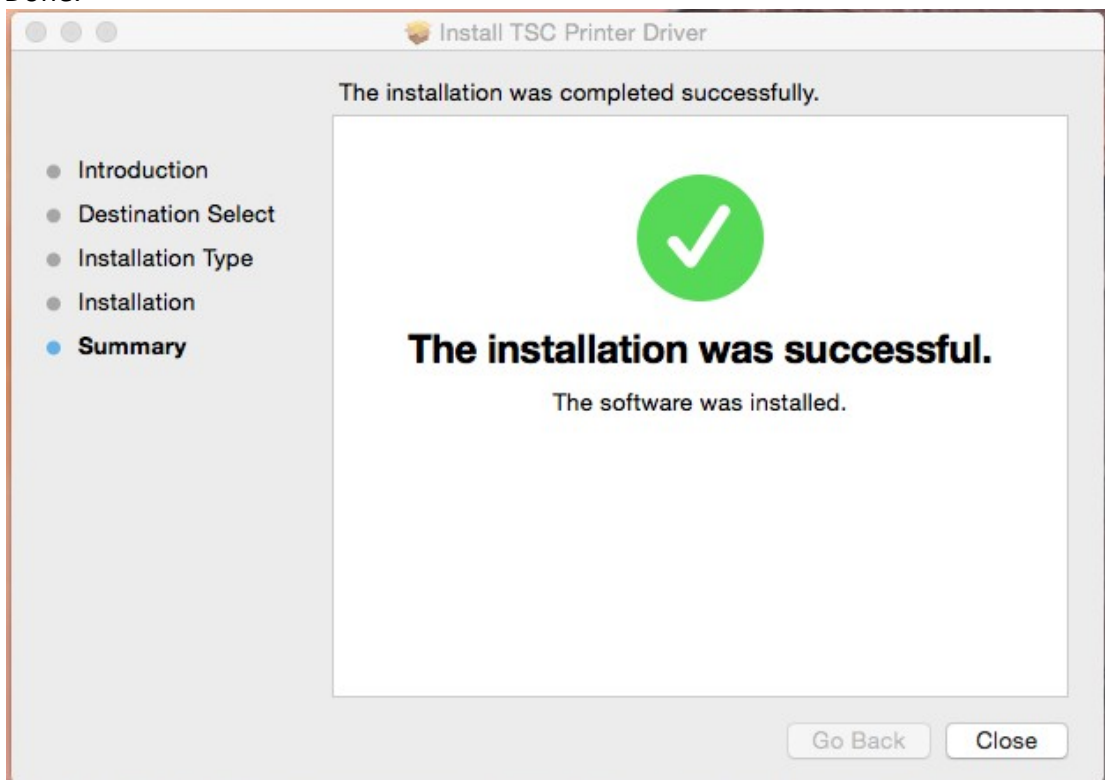 Install TSC Printer Driver
The installation was completed successfully.
Introduction
Destination Select
Installation Type
Installation
Summary
The installation was successful.
The software was installed.
Go Back
Close